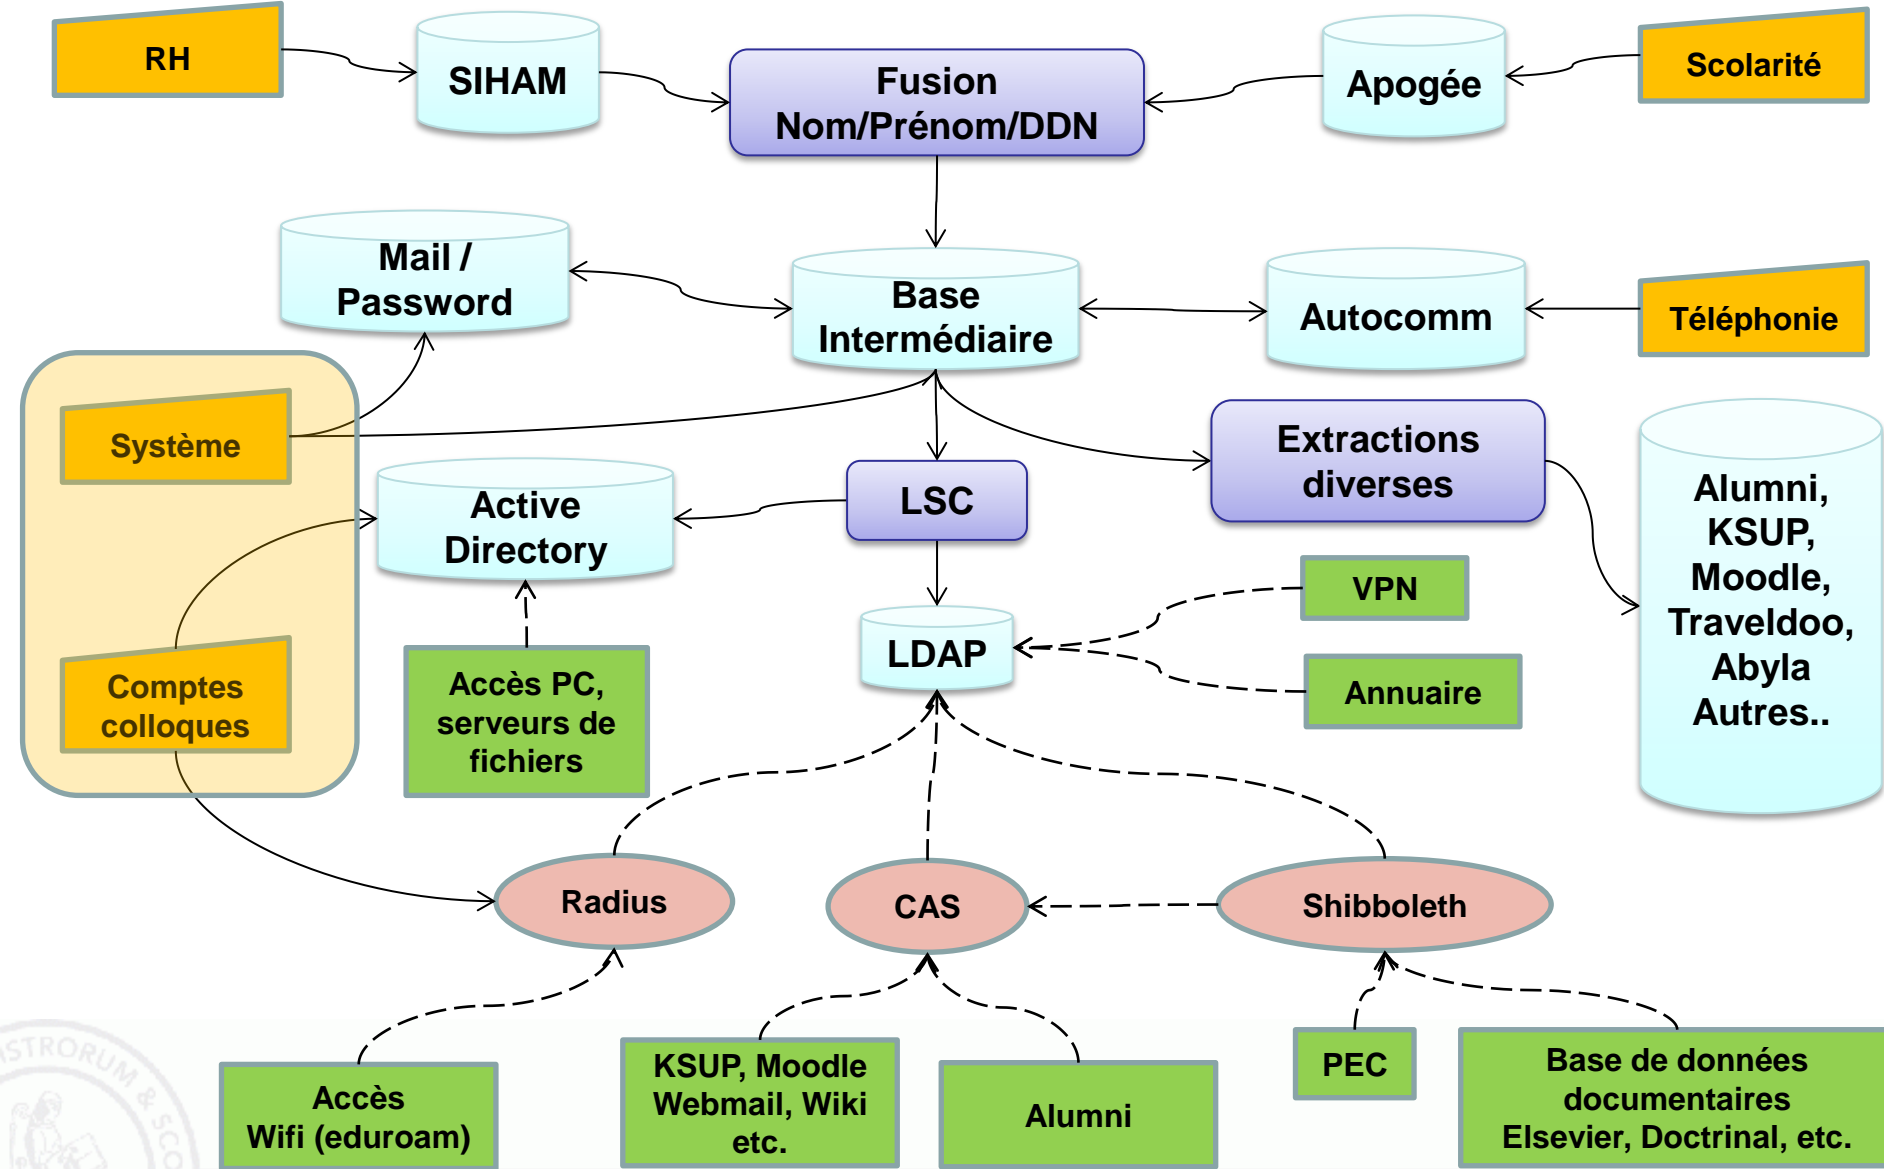 RH
SIHAM
Fusion
Nom/Prénom/DDN
Apogée
Scolarité
Mail /
Password
Base
Intermédiaire
Autocomm
Téléphonie
Système
Active
Directory
LSC
Extractions
diverses
Alumni,
KSUP,
Moodle,
Traveldoo,
Abyla
Autres..
Comptes
colloques
Accès PC,
serveurs de
fichiers
LDAP
VPN
Annuaire
Radius
CAS
Shibboleth
Accès
Wifi (eduroam)
KSUP, Moodle
Webmail, Wiki
etc.
Alumni
PEC
Base de données
documentaires
Elsevier, Doctrinal, etc.